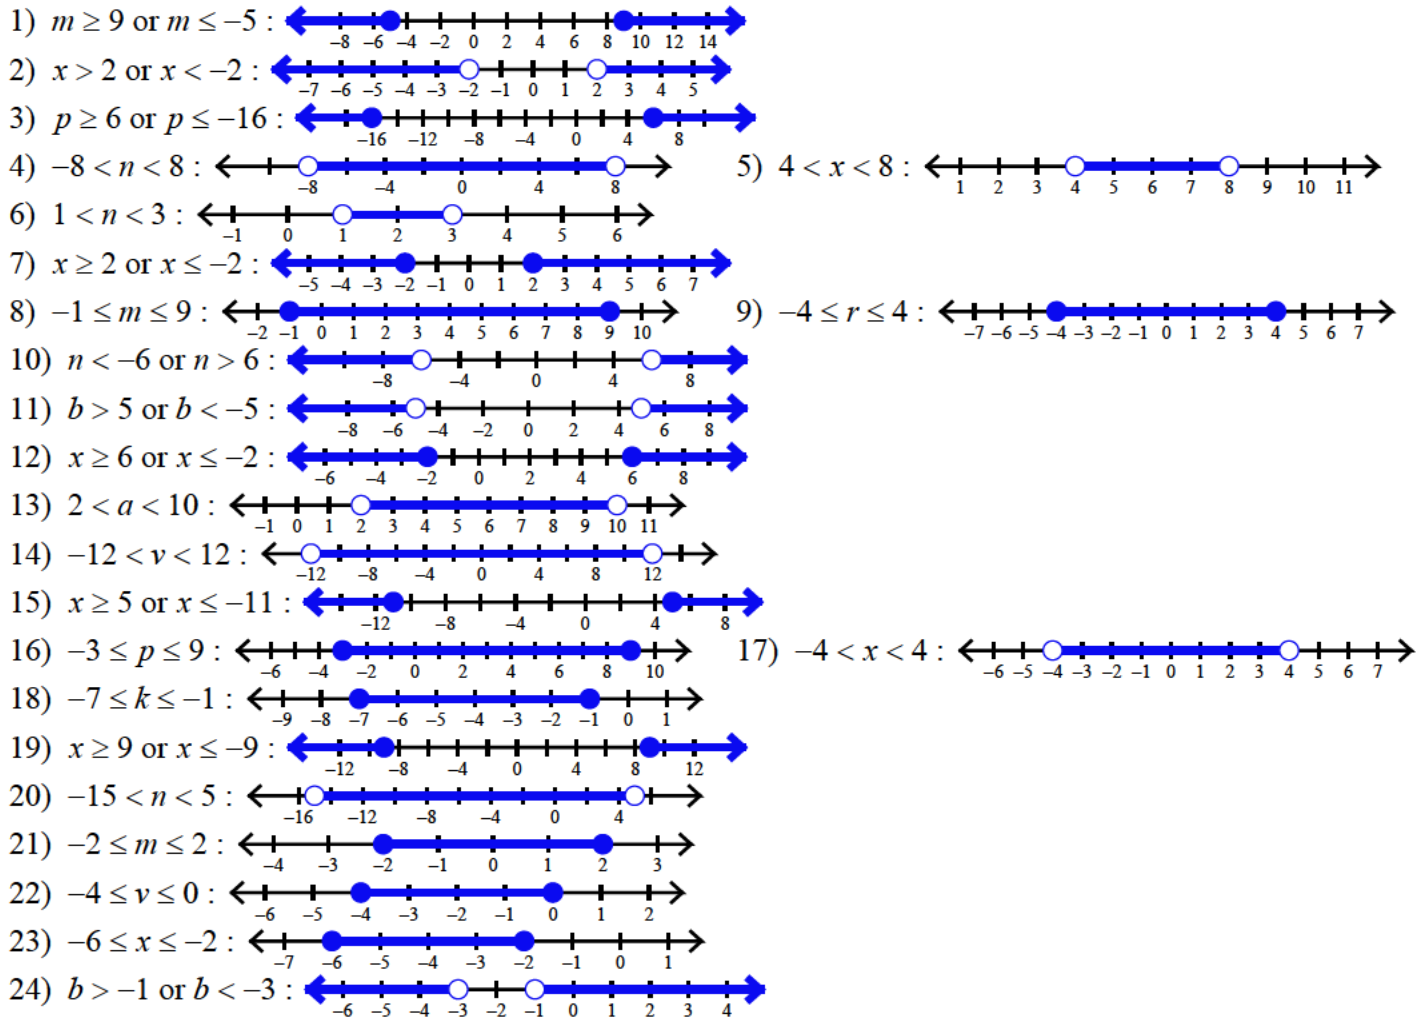 1) m ≥ 9 or m ≤ −5 :
−8 −6 −4 −2 0 2 4 6 8 10 12 14
2) x > 2 or x < −2 :
−7 −6 −5 −4 −3 −2 −1 0 1 2 3 4 5
3) p ≥ 6 or p ≤ −16 :
−16 −12 −8 −4 0 4 8
4) −8 < n < 8 :
−8 −4 0 4 8
5) 4 < x < 8 :
1 2 3 4 5 6 7 8 9 10 11
6) 1 < n < 3 :
−1 0 1 2 3 4 5 6
7) x ≥ 2 or x ≤ −2 :
−5 −4 −3 −2 −1 0 1 2 3 4 5 6 7
8) −1 ≤ m ≤ 9 :
−2 −1 0 1 2 3 4 5 6 7 8 9 10
9) −4 ≤ r ≤ 4 :
−7 −6 −5 −4 −3 −2 −1 0 1 2 3 4 5 6 7
10) n < −6 or n > 6 :
−8 −4 0 4 8
11) b > 5 or b < −5 :
−8 −6 −4 −2 0 2 4 6 8
12) x ≥ 6 or x ≤ −2 :
−6 −4 −2 0 2 4 6 8
13) 2 < a < 10 :
−1 0 1 2 3 4 5 6 7 8 9 10 11
14) −12 < v < 12 :
−12 −8 −4 0 4 8 12
15) x ≥ 5 or x ≤ −11 :
−12 −8 −4 0 4 8
16) −3 ≤ p ≤ 9 :
−6 −4 −2 0 2 4 6 8 10
17) −4 < x < 4 :
−6 −5 −4 −3 −2 −1 0 1 2 3 4 5 6 7
18) −7 ≤ k ≤ −1 :
−9 −8 −7 −6 −5 −4 −3 −2 −1 0 1
19) x ≥ 9 or x ≤ −9 :
−12 −8 −4 0 4 8 12
20) −15 < n < 5 :
−16 −12 −8 −4 0 4
21) −2 ≤ m ≤ 2 :
−4 −3 −2 −1 0 1 2 3
22) −4 ≤ v ≤ 0 :
−6 −5 −4 −3 −2 −1 0 1 2
23) −6 ≤ x ≤ −2 :
−7 −6 −5 −4 −3 −2 −1 0 1
24) b > −1 or b < −3 :
−6 −5 −4 −3 −2 −1 0 1 2 3 4